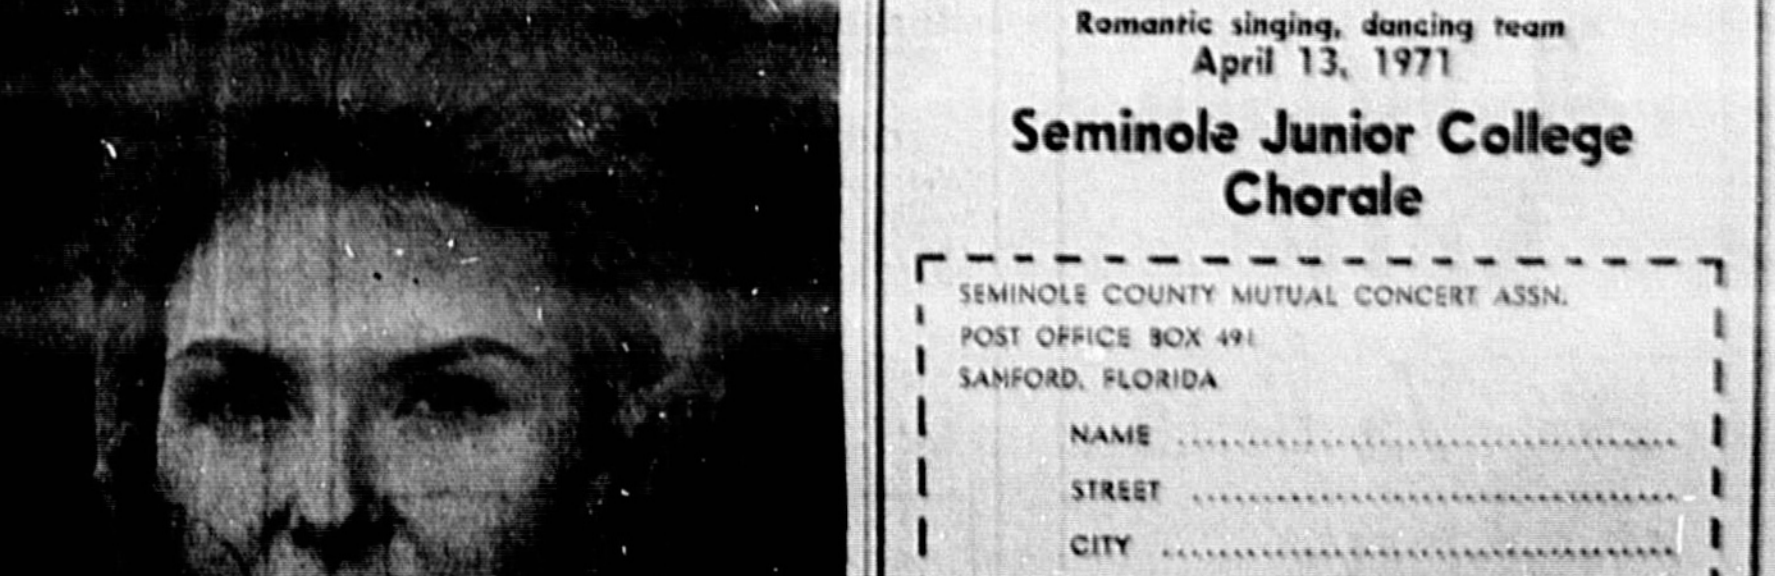 Romantic singing, dancing team
April 13, 1971
Seminole Junior College
Chorale
SEMINOLE COUNTY MUTUAL CONCERT ASSN.
POST OFFICE BOX 491
SANFORD, FLORIDA
NAME
STREET
CITY